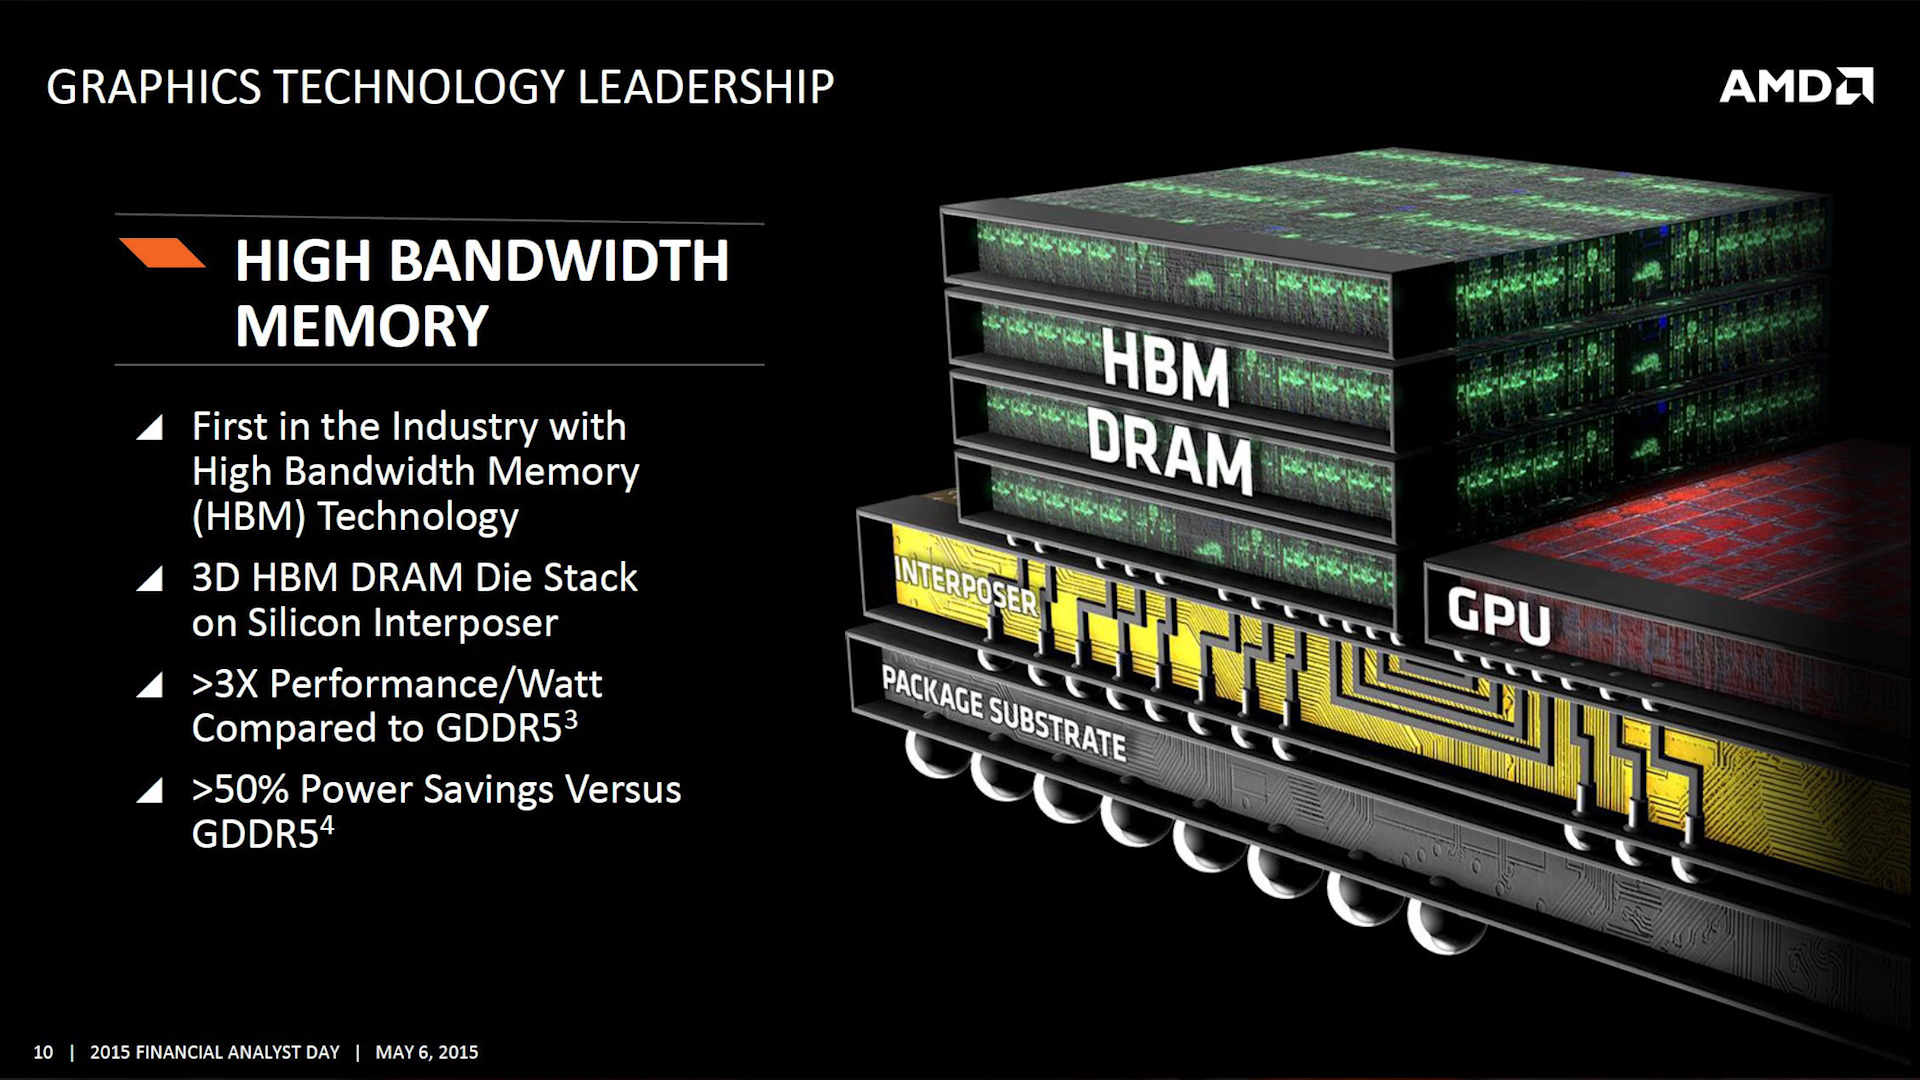 GRAPHICS TECHNOLOGY LEADERSHIP
AMD
HIGH BANDWIDTH
MEMORY
First in the Industry with
High Bandwidth Memory
(HBM) Technology
3D HBM DRAM Die Stack
on Silicon Interposer
>3X Performance/Watt
Compared to GDDR5³
>50% Power Savings Versus
GDDR5⁴
HBM
DRAM
INTERPOSER
GPU
PACKAGE SUBSTRATE
10 | 2015 FINANCIAL ANALYST DAY | MAY 6, 2015